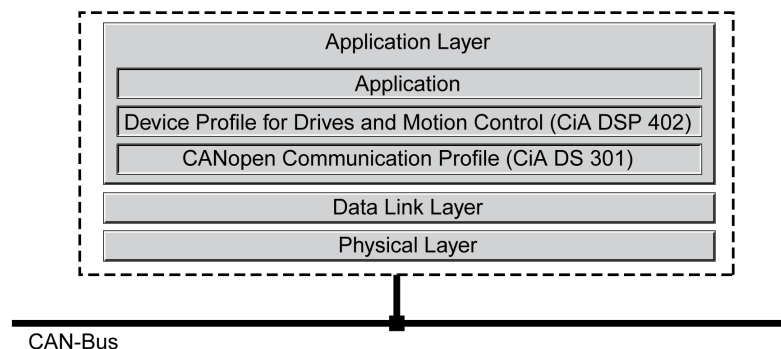 Application Layer
Application
Device Profile for Drives and Motion Control (CiA DSP 402)
CANopen Communication Profile (CiA DS 301)
Data Link Layer
Physical Layer
CAN-Bus